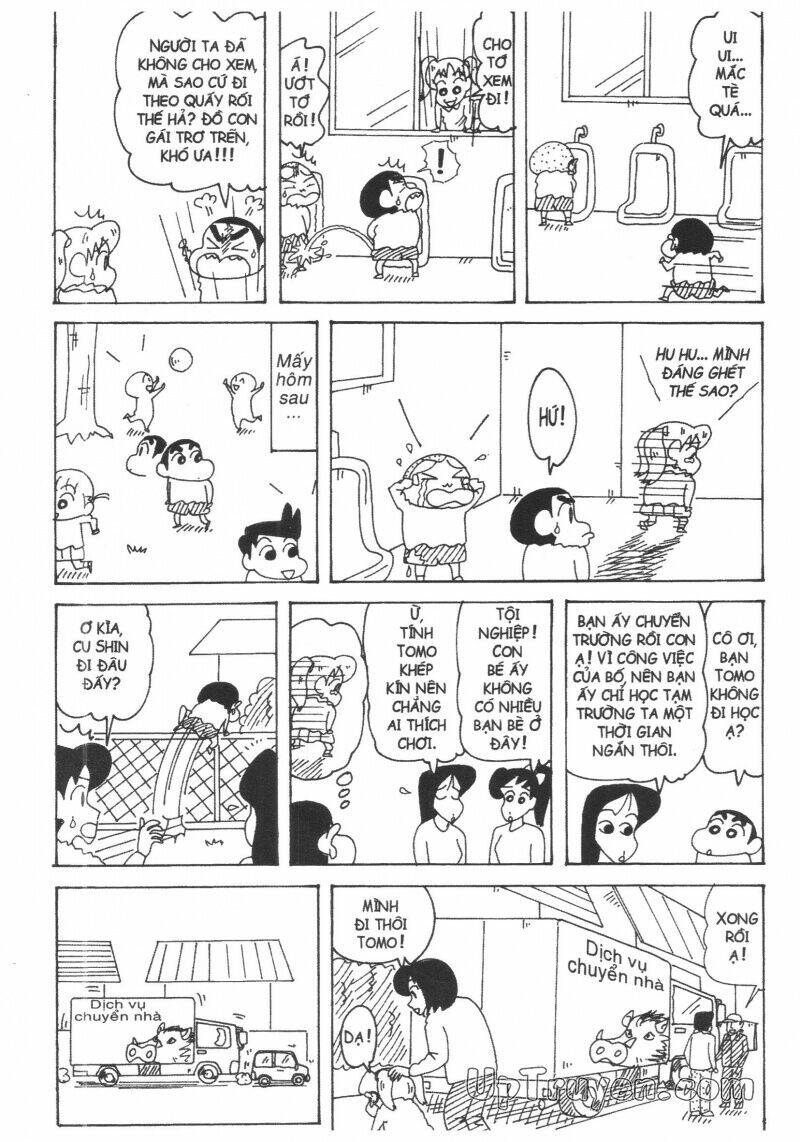 UI
UI...
MẮC
TÈ
QUÁ...
CHO
TỚ
XEM
ĐI!
!
Ã!
ƯỚT
TỚ
RỒI!
NGƯỜI TA ĐÃ
KHÔNG CHO XEM,
MÀ SAO CỨ ĐI
THEO QUẤY RỐI
THẾ HẢ? ĐỒ CON
GÁI TRƠ TRẼN,
KHÓ ƯA!!!
HU HU... MÌNH
ĐÁNG GHÉT
THẾ SAO?
HỨ!
Mấy
hôm
sau
...
CÔ ƠI,
BẠN
TOMO
KHÔNG
ĐI HỌC
Ạ?
BẠN ẤY CHUYỂN
TRƯỜNG RỒI CON
Ạ! VÌ CÔNG VIỆC
CỦA BỐ, NÊN BẠN
ẤY CHỈ HỌC TẠM
TRƯỜNG TA MỘT
THỜI GIAN
NGẮN THÔI.
TỘI
NGHIỆP!
CON
BÉ ẤY
KHÔNG
CÓ NHIỀU
BẠN BÈ Ở
ĐÂY!
Ừ,
TÍNH
TOMO
KHÉP
KÍN NÊN
CHẲNG
AI THÍCH
CHƠI.
Ơ KÌA,
CU SHIN
ĐI ĐÂU
ĐẤY?
XONG
RỒI
Ạ!
Dịch vụ
chuyển nhà
MÌNH
ĐI THÔI
TOMO!
DẠ!
Dịch vụ
chuyển nhà
UpTruyen.com